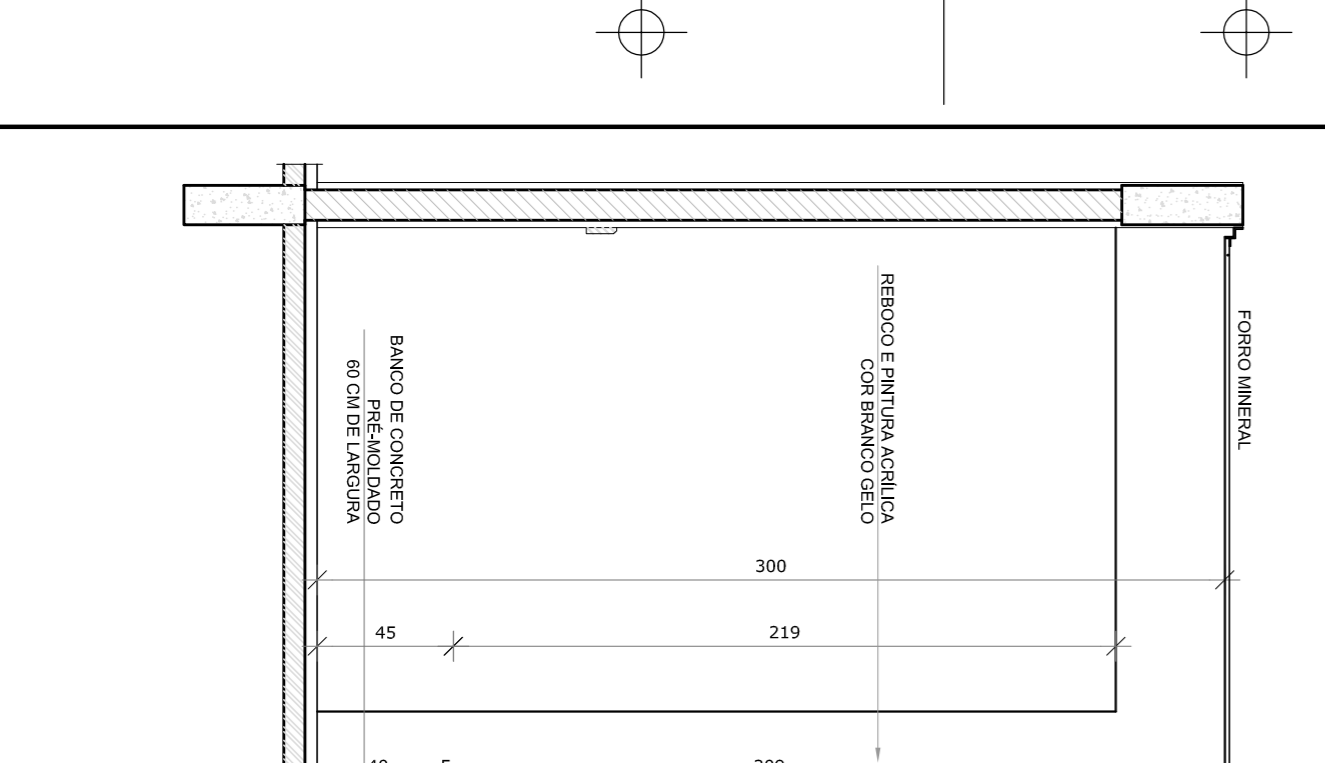 REBOCO E PINTURA ACRÍLICA
COR BRANCO GELO
FORRO MINERAL
BANCO DE CONCRETO
PRÉ-MOLDADO
60 CM DE LARGURA
300
45
219